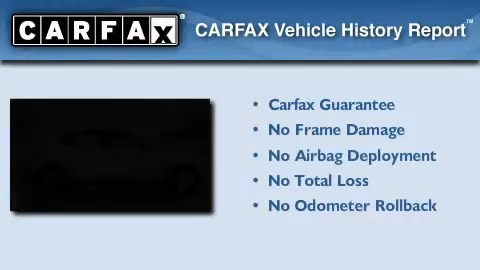 CARFAX®
CARFAX Vehicle History Report™
• Carfax Guarantee
• No Frame Damage
• No Airbag Deployment
• No Total Loss
• No Odometer Rollback